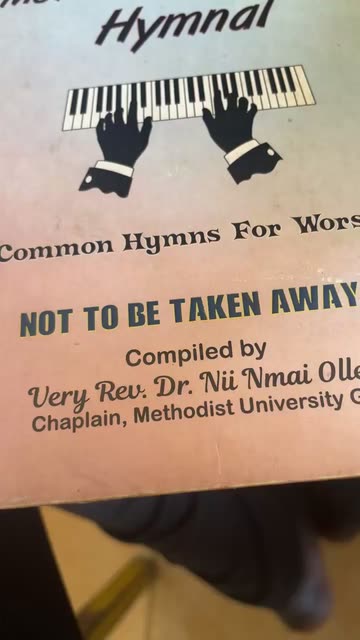 Hymnal
Common Hymns For Wors
NOT TO BE TAKEN AWAY
Compiled by
Very Rev. Dr. Nii Nmai Olle
Chaplain, Methodist University G